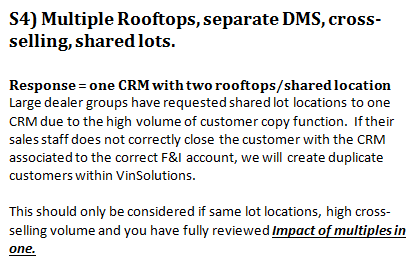 S4) Multiple Rooftops, separate DMS, cross-
selling, shared lots.
Response = one CRM with two rooftops/shared location
Large dealer groups have requested shared lot locations to one
CRM due to the high volume of customer copy function.  If their
sales staff does not correctly close the customer with the CRM
associated to the correct F&I account, we will create duplicate
customers within VinSolutions.
This should only be considered if same lot locations, high cross-
selling volume and you have fully reviewed Impact of multiples in
one.